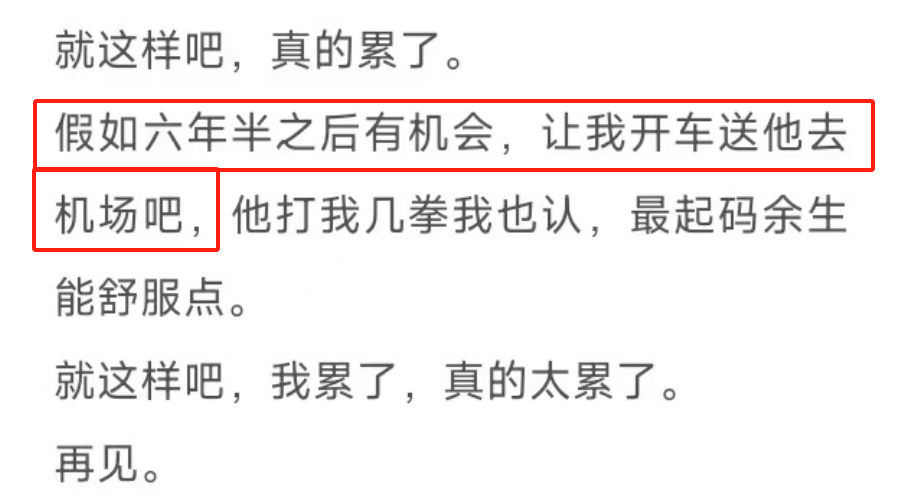 就这样吧，真的累了。
假如六年半之后有机会，让我开车送他去
机场吧，他打我几拳我也认，最起码余生
能舒服点。
就这样吧，我累了，真的太累了。
再见。